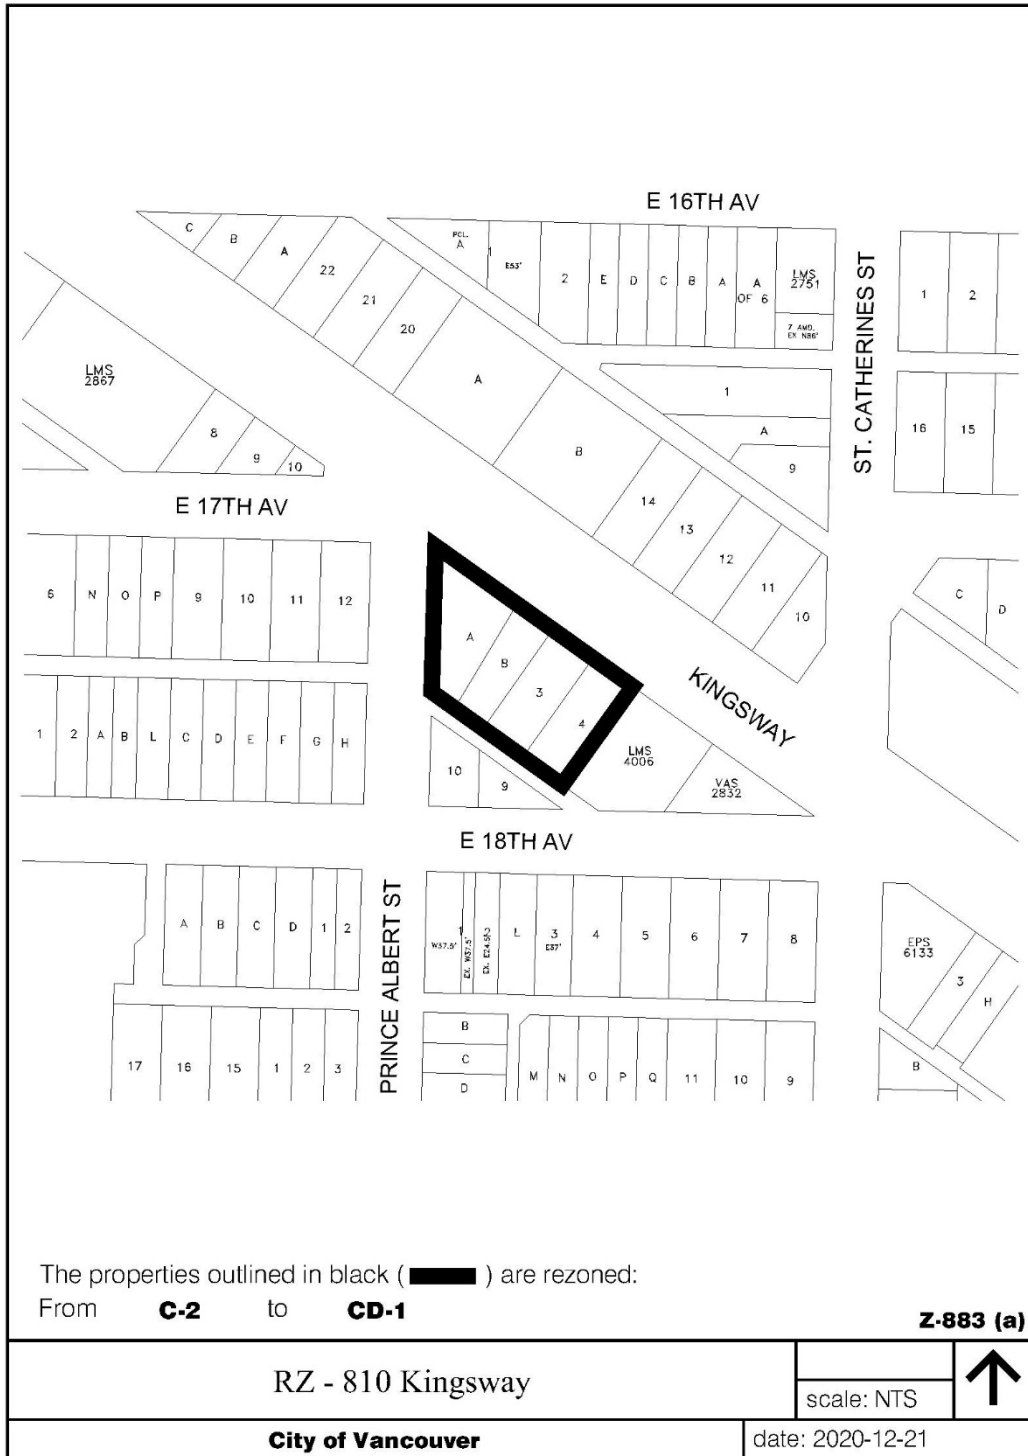 E 16TH AV
C B A 22 21 20 A B 14 13 12 11 10
PCL. A
1
E53'
2 E D C B A
A OF 6
LMS 2751
7 AMD. EX N86'
ST. CATHERINES ST
1 2
16 15
1
A
9
LMS 2867
8 9 10
E 17TH AV
6 N O P 9 10 11 12
C D
A B 3 4
KINGSWAY
LMS 4006
VAS 2832
1 2 A B L C D E F G H
10 9
E 18TH AV
A B C D 1 2
PRINCE ALBERT ST
1
W37.5'
EX. W37.5'
L
3
E37'
4 5 6 7 8
EPS 6133
3 H
B
17 16 15 1 2 3
B
C
D
M N O P Q 11 10 9
The properties outlined in black ( ) are rezoned:
From C-2 to CD-1
Z-883 (a)
RZ - 810 Kingsway
scale: NTS
City of Vancouver
date: 2020-12-21